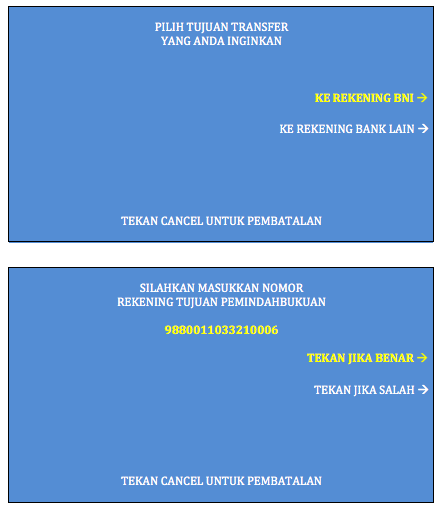 PILIH TUJUAN TRANSFER
YANG ANDA INGINKAN
KE REKENING BNI →
KE REKENING BANK LAIN →
TEKAN CANCEL UNTUK PEMBATALAN
SILAHKAN MASUKKAN NOMOR
REKENING TUJUAN PEMINDAHBUKUAN
9880011033210006
TEKAN JIKA BENAR →
TEKAN JIKA SALAH →
TEKAN CANCEL UNTUK PEMBATALAN